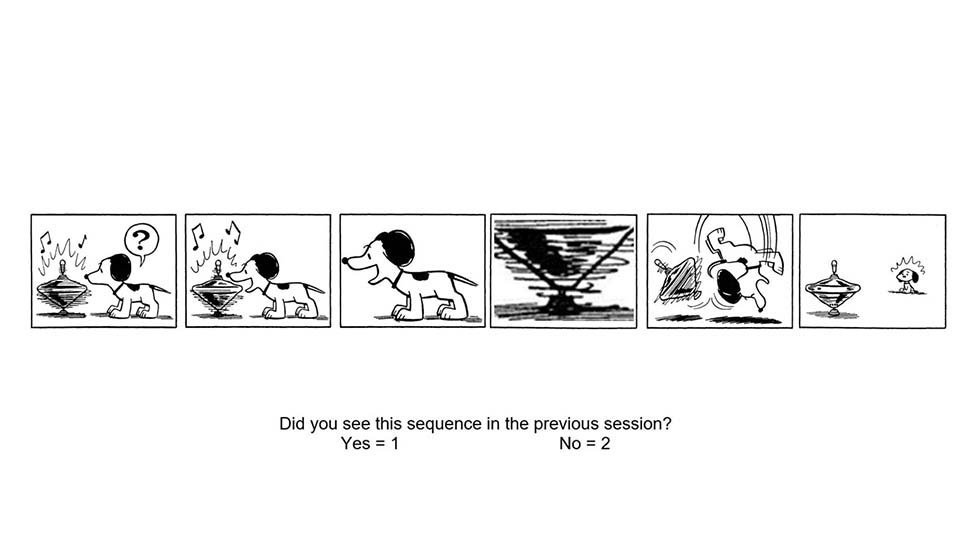 ?
Did you see this sequence in the previous session?
Yes = 1 No = 2